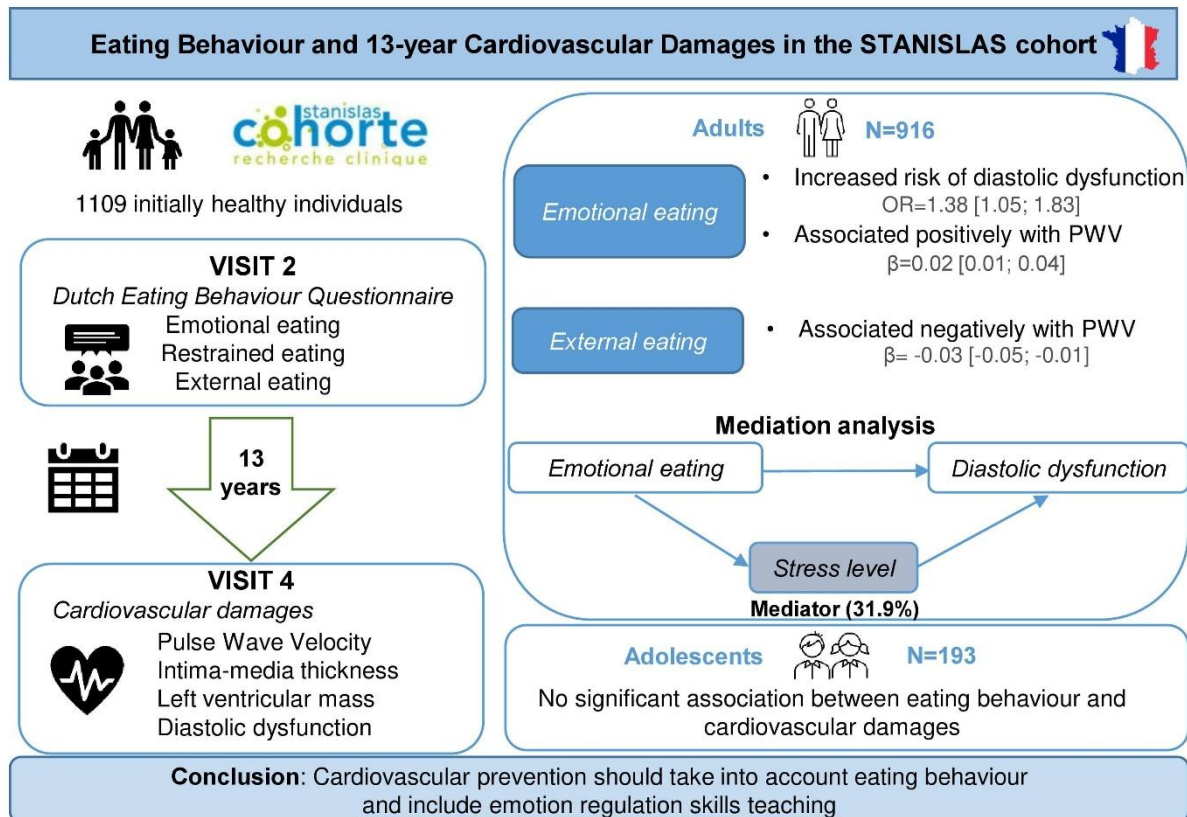 Eating Behaviour and 13-year Cardiovascular Damages in the STANISLAS cohort
stanislas
cohorte
recherche clinique
1109 initially healthy individuals
VISIT 2
Dutch Eating Behaviour Questionnaire
Emotional eating
Restrained eating
External eating
13
years
VISIT 4
Cardiovascular damages
Pulse Wave Velocity
Intima-media thickness
Left ventricular mass
Diastolic dysfunction
Adults N=916
Emotional eating
• Increased risk of diastolic dysfunction
OR=1.38 [1.05; 1.83]
• Associated positively with PWV
β=0.02 [0.01; 0.04]
External eating
• Associated negatively with PWV
β= -0.03 [-0.05; -0.01]
Mediation analysis
Emotional eating
Diastolic dysfunction
Stress level
Mediator (31.9%)
Adolescents N=193
No significant association between eating behaviour and
cardiovascular damages
Conclusion: Cardiovascular prevention should take into account eating behaviour
and include emotion regulation skills teaching